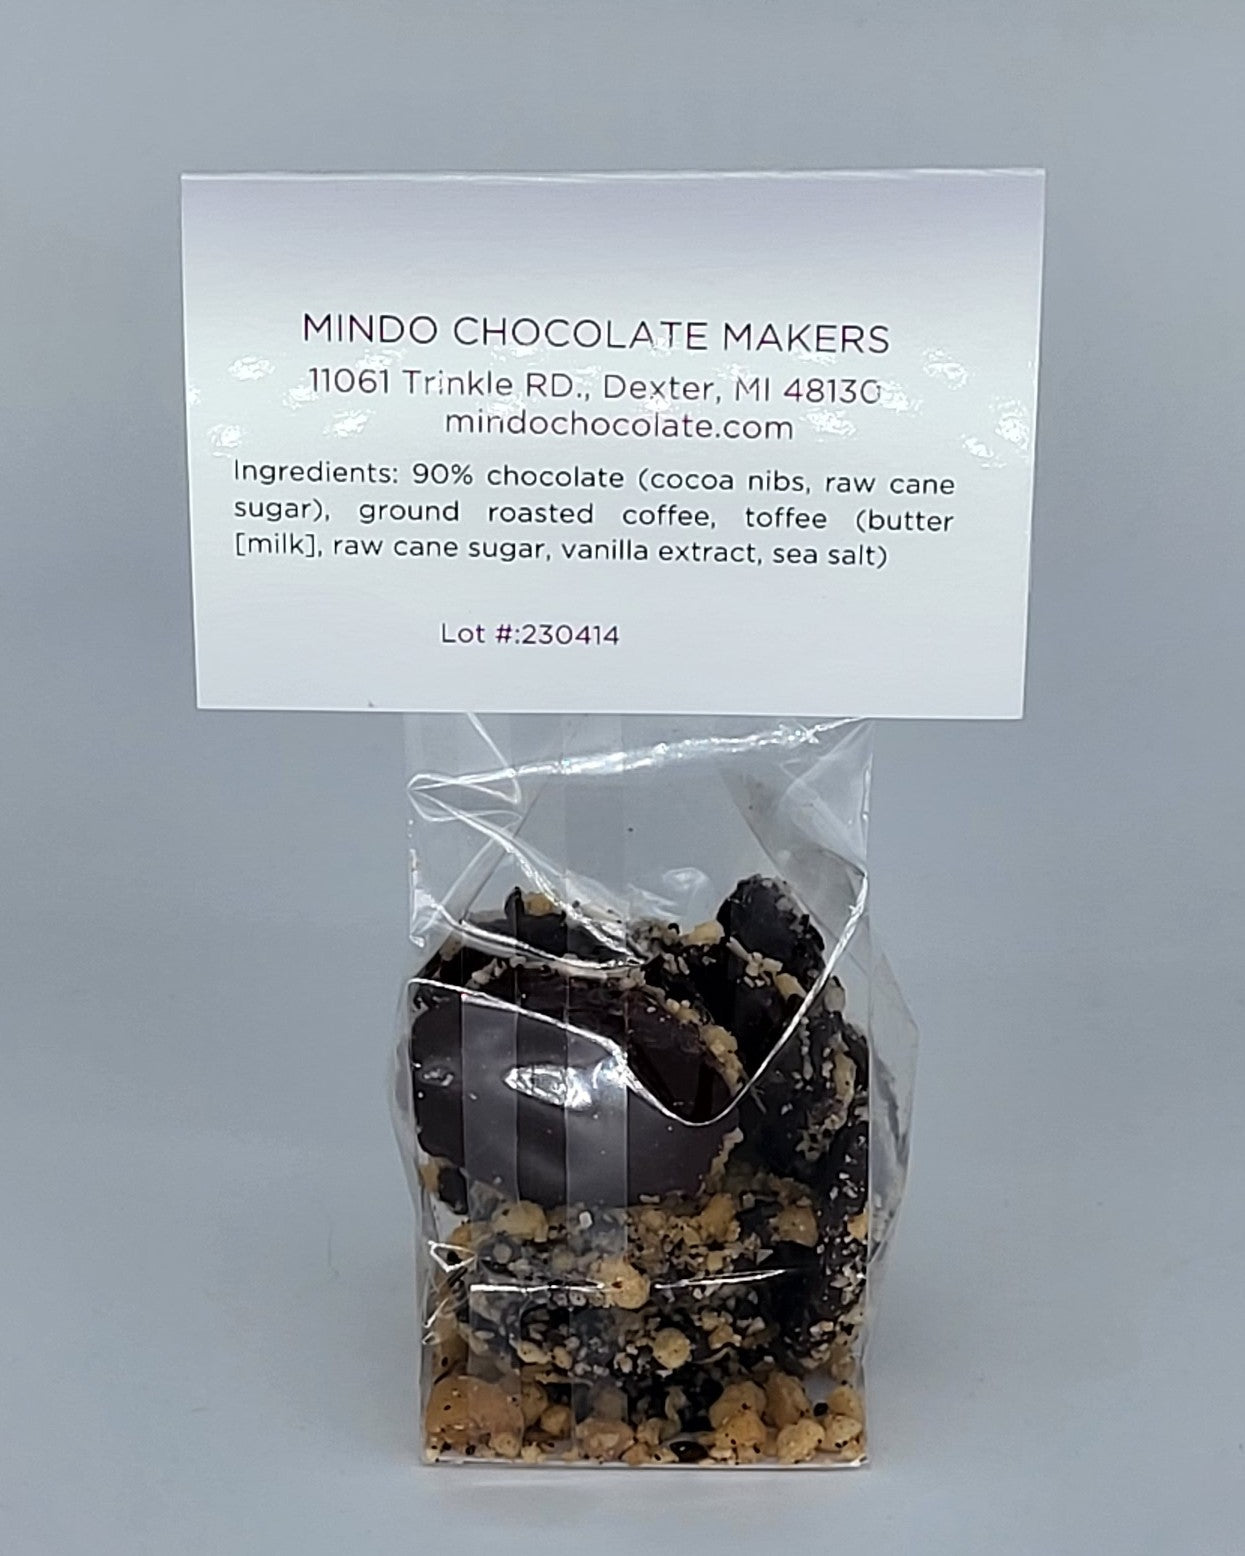 MINDO CHOCOLATE MAKERS
11061 Trinkle RD., Dexter, MI 48130
mindochocolate.com
Ingredients: 90% chocolate (cocoa nibs, raw cane
sugar), ground roasted coffee, toffee (butter
[milk], raw cane sugar, vanilla extract, sea salt)
Lot #:230414